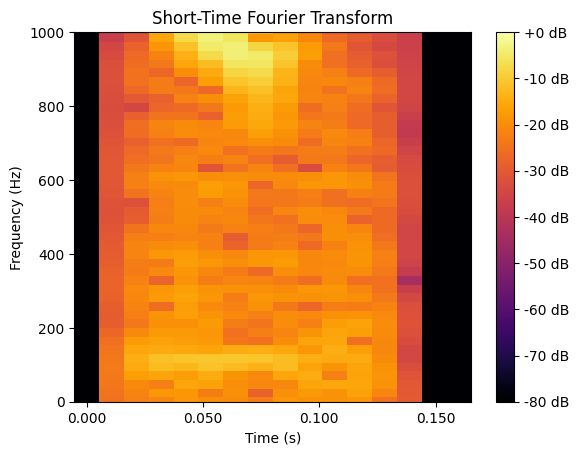 Short-Time Fourier Transform
1000
800
600
400
200
0
Frequency (Hz)
0.000
0.050
0.100
0.150
Time (s)
+0 dB
-10 dB
-20 dB
-30 dB
-40 dB
-50 dB
-60 dB
-70 dB
-80 dB